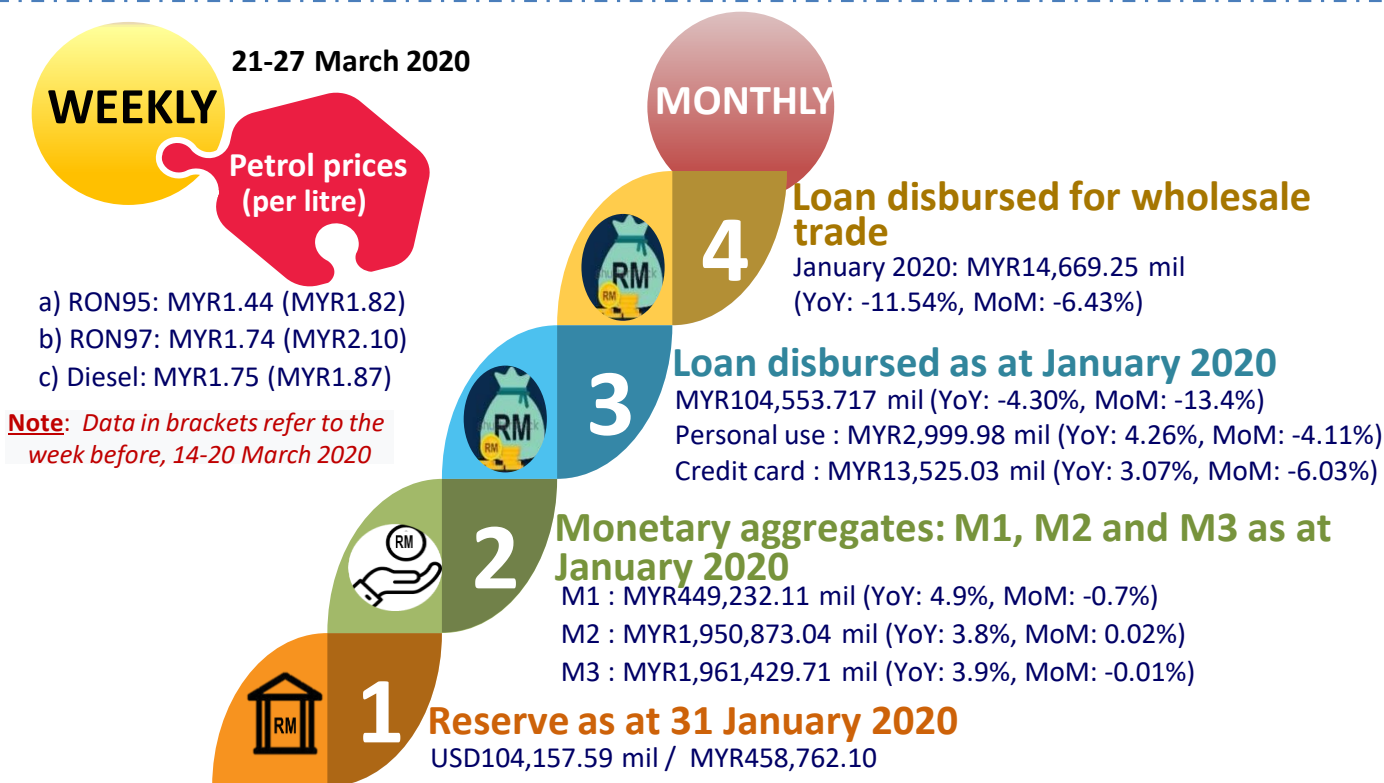 21-27 March 2020
WEEKLY
Petrol prices
(per litre)
a) RON95: MYR1.44 (MYR1.82)
b) RON97: MYR1.74 (MYR2.10)
c) Diesel: MYR1.75 (MYR1.87)
Note: Data in brackets refer to the
week before, 14-20 March 2020
MONTHLY
4
RM
RM
Loan disbursed for wholesale
trade
January 2020: MYR14,669.25 mil
(YoY: -11.54%, MoM: -6.43%)
3
RM
RM
Loan disbursed as at January 2020
MYR104,553.717 mil (YoY: -4.30%, MoM: -13.4%)
Personal use : MYR2,999.98 mil (YoY: 4.26%, MoM: -4.11%)
Credit card : MYR13,525.03 mil (YoY: 3.07%, MoM: -6.03%)
2
RM
Monetary aggregates: M1, M2 and M3 as at
January 2020
M1 : MYR449,232.11 mil (YoY: 4.9%, MoM: -0.7%)
M2 : MYR1,950,873.04 mil (YoY: 3.8%, MoM: 0.02%)
M3 : MYR1,961,429.71 mil (YoY: 3.9%, MoM: -0.01%)
1
RM
Reserve as at 31 January 2020
USD104,157.59 mil / MYR458,762.10